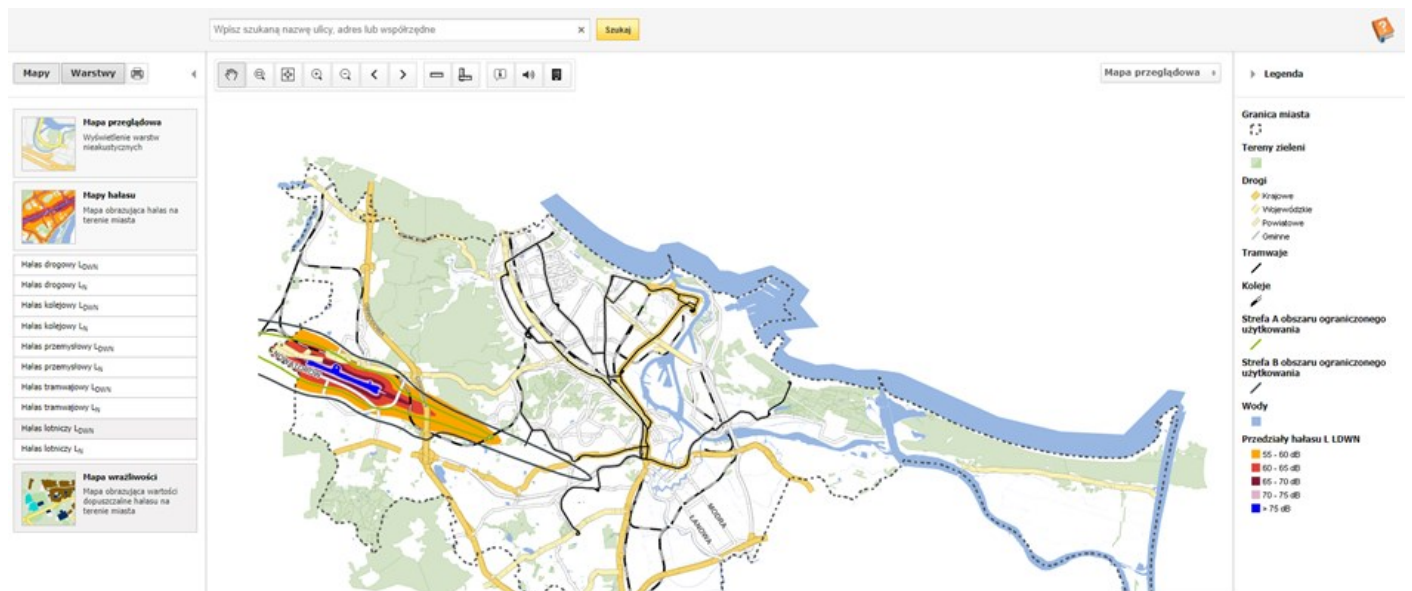 Wpisz szukaną nazwę ulicy, adres lub współrzędne
Szukaj
Mapy
Warstwy
Mapa przeglądowa
Legenda
Mapa przeglądowa
Wyświetlenie warstw
nieakustycznych
Mapy hałasu
Mapa obrazująca hałas na
terenie miasta
Hałas drogowy LDWN
Hałas drogowy LN
Hałas kolejowy LDWN
Hałas kolejowy LN
Hałas przemysłowy LDWN
Hałas przemysłowy LN
Hałas tramwajowy LDWN
Hałas tramwajowy LN
Hałas lotniczy LDWN
Hałas lotniczy LN
Mapa wrażliwości
Mapa obrazująca wartości
dopuszczalne hałasu na
terenie miasta
MODRA
ŁANOWA
Granica miasta
Tereny zieleni
Drogi
Krajowe
Wojewódzkie
Powiatowe
Gminne
Tramwaje
Koleje
Strefa A obszaru ograniczonego
użytkowania
Strefa B obszaru ograniczonego
użytkowania
Wody
Przedziały hałasu L LDWN
55 - 60 dB
60 - 65 dB
65 - 70 dB
70 - 75 dB
> 75 dB